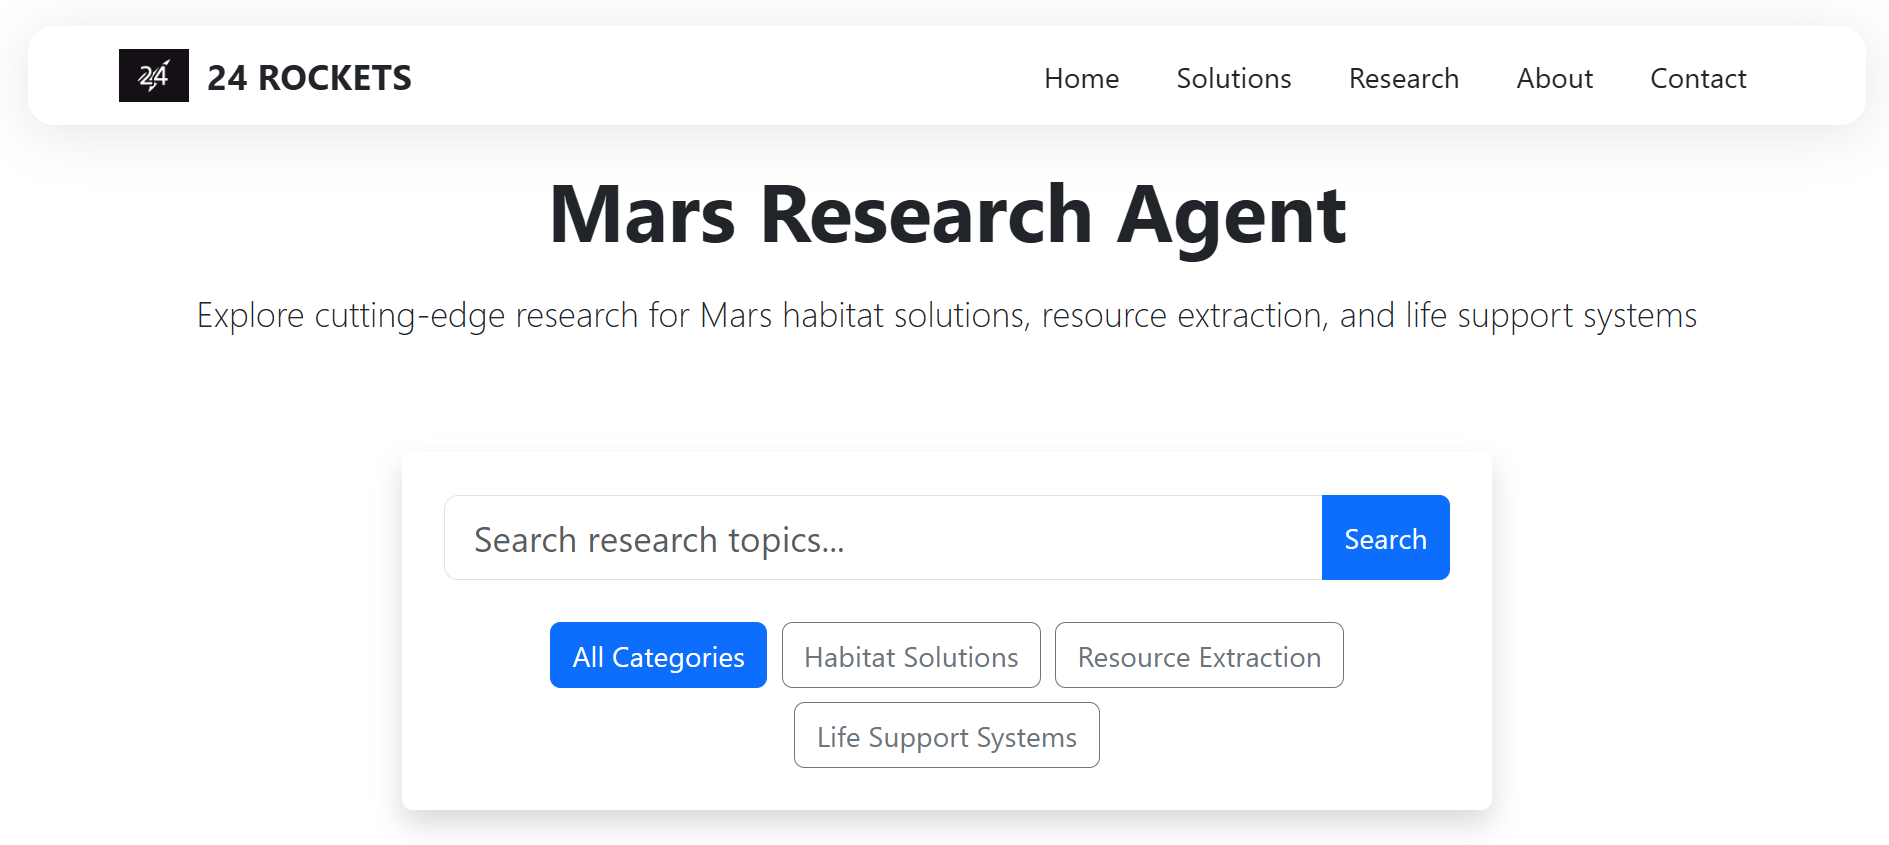 24 24 ROCKETS Home Solutions Research About Contact
Mars Research Agent
Explore cutting-edge research for Mars habitat solutions, resource extraction, and life support systems
Search research topics... Search
All Categories Habitat Solutions Resource Extraction
Life Support Systems